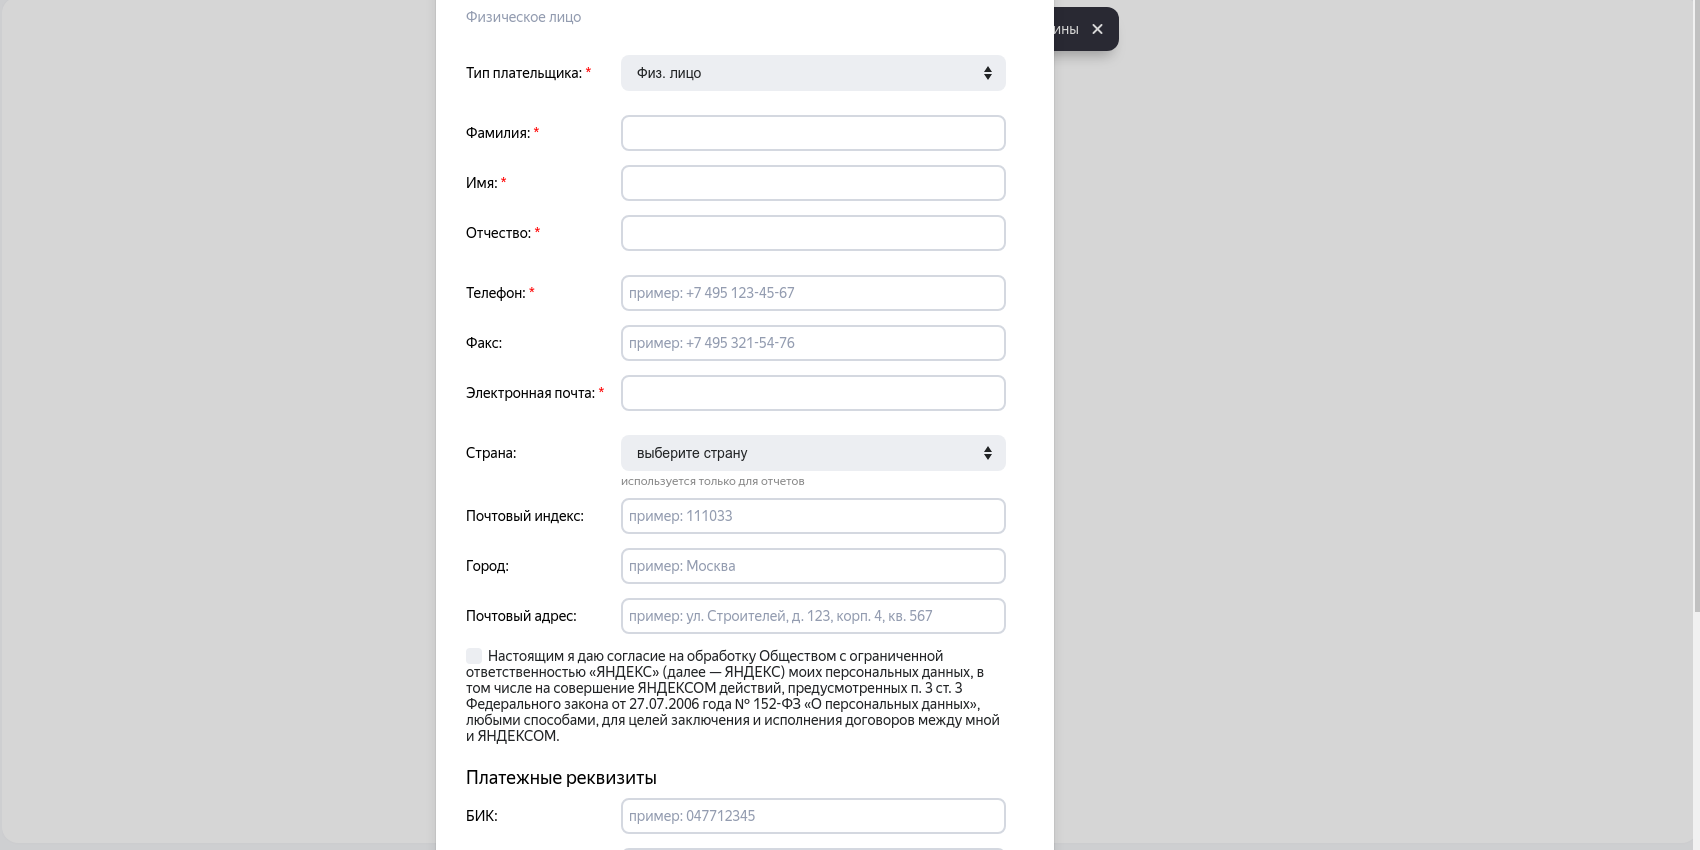 Физическое лицо
ины
Тип плательщика: * Физ. лицо
Фамилия: *
Имя: *
Отчество: *
Телефон: * пример: +7 495 123-45-67
Факс: пример: +7 495 321-54-76
Электронная почта: *
Страна: выберите страну
используется только для отчетов
Почтовый индекс: пример: 111033
Город: пример: Москва
Почтовый адрес: пример: ул. Строителей, д. 123, корп. 4, кв. 567
Настоящим я даю согласие на обработку Обществом с ограниченной
ответственностью «ЯНДЕКС» (далее — ЯНДЕКС) моих персональных данных, в
том числе на совершение ЯНДЕКСОМ действий, предусмотренных п. 3 ст. 3
Федерального закона от 27.07.2006 года № 152-ФЗ «О персональных данных»,
любыми способами, для целей заключения и исполнения договоров между мной
и ЯНДЕКСОМ.
Платежные реквизиты
БИК: пример: 047712345